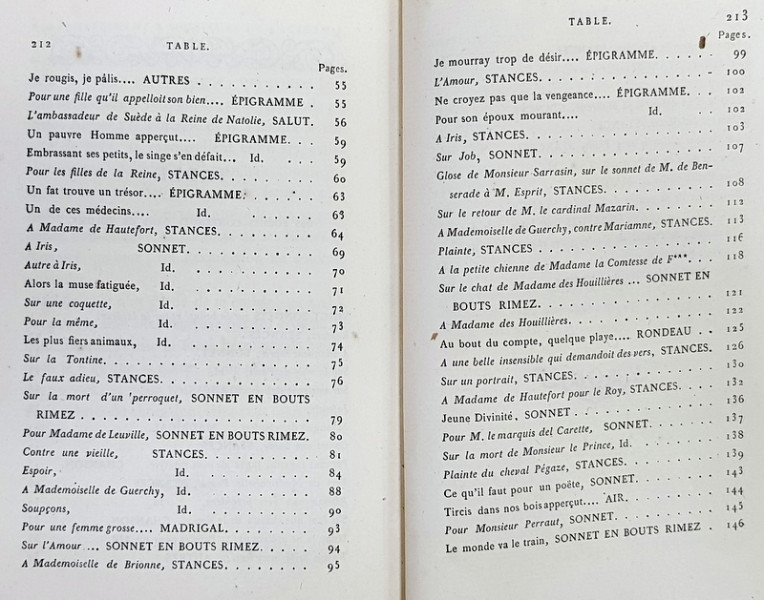 212 TABLE.
Pages.
Je rougis, je pâlis.... AUTRES . . . . . . . . . . . 55
Pour une fille qu'il appelloit son bien.... ÉPIGRAMME . 55
L'ambassadeur de Suède à la Reine de Natolie, SALUT. 56
Un pauvre Homme apperçut.... ÉPIGRAMME. . . 59
Embrassant ses petits, le singe s'en défait... Id. . . . 59
Pour les filles de la Reine, STANCES. . . . . . . . . 60
Un fat trouve un trésor.... ÉPIGRAMME. . . . . . 63
Un de ces médecins.... Id. . . . . . . 63
A Madame de Hautefort, STANCES. . . . . . . . . 64
A Iris, SONNET. . . . . . . . . 69
Autre à Iris, Id. . . . . . . . . . . 70
Alors la muse fatiguée, Id. . . . . . . . . . . 71
Sur une coquette, Id. . . . . . . . . . . 72
Pour la même, Id. . . . . . . . . . . 73
Les plus fiers animaux, Id. . . . . . . . . . . 74
Sur la Tontine. . . . . . . . . . . . . . . . . . 75
Le faux adieu, STANCES. . . . . . . . . . . . . 76
Sur la mort d'un perroquet, SONNET EN BOUTS
RIMEZ . . . . . . . . . . . . . . . . . . . 79
Pour Madame de Leuville, SONNET EN BOUTS RIMEZ. 80
Contre une vieille, STANCES. . . . . . . . . 81
Espoir, Id. . . . . . . . . . 84
A Mademoiselle de Guerchy, Id. . . . . . . . . . 88
Soupçons, Id. . . . . . . . . . 90
Pour une femme grosse.... MADRIGAL. . . . . . . 93
Sur l'Amour ... SONNET EN BOUTS RIMEZ. . . . . 94
A Mademoiselle de Brionne, STANCES. . . . . . . . 95
TABLE. 213
Pages.
Je mourray trop de désir.... ÉPIGRAMME. . . . . 99
L'Amour, STANCES. . . . . . . . . . . . . . . 100
Ne croyez pas que la vengeance.... ÉPIGRAMME. . . 102
Pour son époux mourant.... Id. . . 102
A Iris, STANCES. . . . . . . . . . . . . . . . 103
Sur Job, SONNET. . . . . . . . . . . . . . . 107
Glose de Monsieur Sarrasin, sur le sonnet de M. de Ben-
serade à M. Esprit, STANCES. . . . . . . . . . 108
Sur le retour de M. le cardinal Mazarin. . . . . . . 112
A Mademoiselle de Guerchy, contre Mariamne, STANCES. 113
Plainte, STANCES . . . . . . . . . . . . . . . 116
A la petite chienne de Madame la Comtesse de F***. . . 118
Sur le chat de Madame des Houillières ... SONNET EN
BOUTS RIMEZ. . . . . . . . . . . . . . . . 121
A Madame des Houillières. . . . . . . . . . . . . 122
Au bout du compte, quelque playe.... RONDEAU . . 125
A une belle insensible qui demandoit des vers, STANCES. 126
Sur un portrait, STANCES. . . . . . . . . . . . 130
A Madame de Hautefort pour le Roy, STANCES. . . . 132
Jeune Divinité. SONNET . . . . . . . . . . . . 136
Pour M. le marquis del Carette, SONNET. . . . . . 137
Sur la mort de Monsieur le Prince, Id. . . . . . . . 138
Plainte du cheval Pégaze, STANCES. . . . . . . . . 139
Ce qu'il faut pour un poëte, SONNET. . . . . . . . 143
Tircis dans nos bois apperçut.... AIR. . . . . . . . 144
Pour Monsieur Perraut, SONNET. . . . . . . . . . 145
Le monde va le train, SONNET EN BOUTS RIMEZ . 146